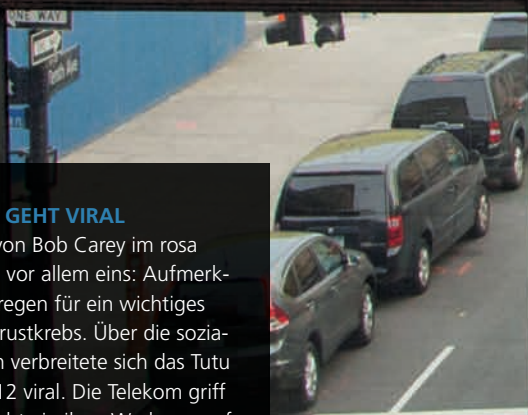 ONE WAY
GEHT VIRAL
von Bob Carey im rosa
vor allem eins: Aufmerk-
regen für ein wichtiges
rustkrebs. Über die sozia-
n verbreitete sich das Tutu
12 viral. Die Telekom griff